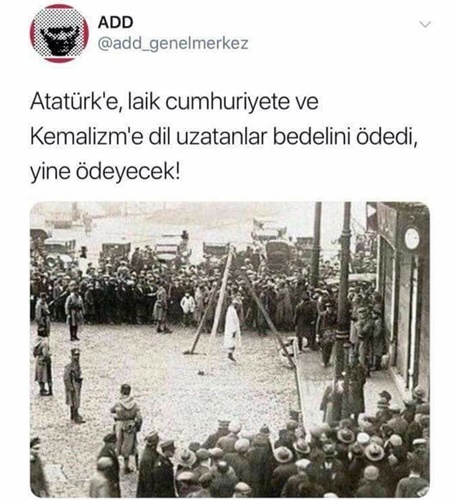 ADD
@add_genelmerkez
Atatürk'e, laik cumhuriyete ve
Kemalizm'e dil uzatanlar bedelini ödedi,
yine ödeyecek!